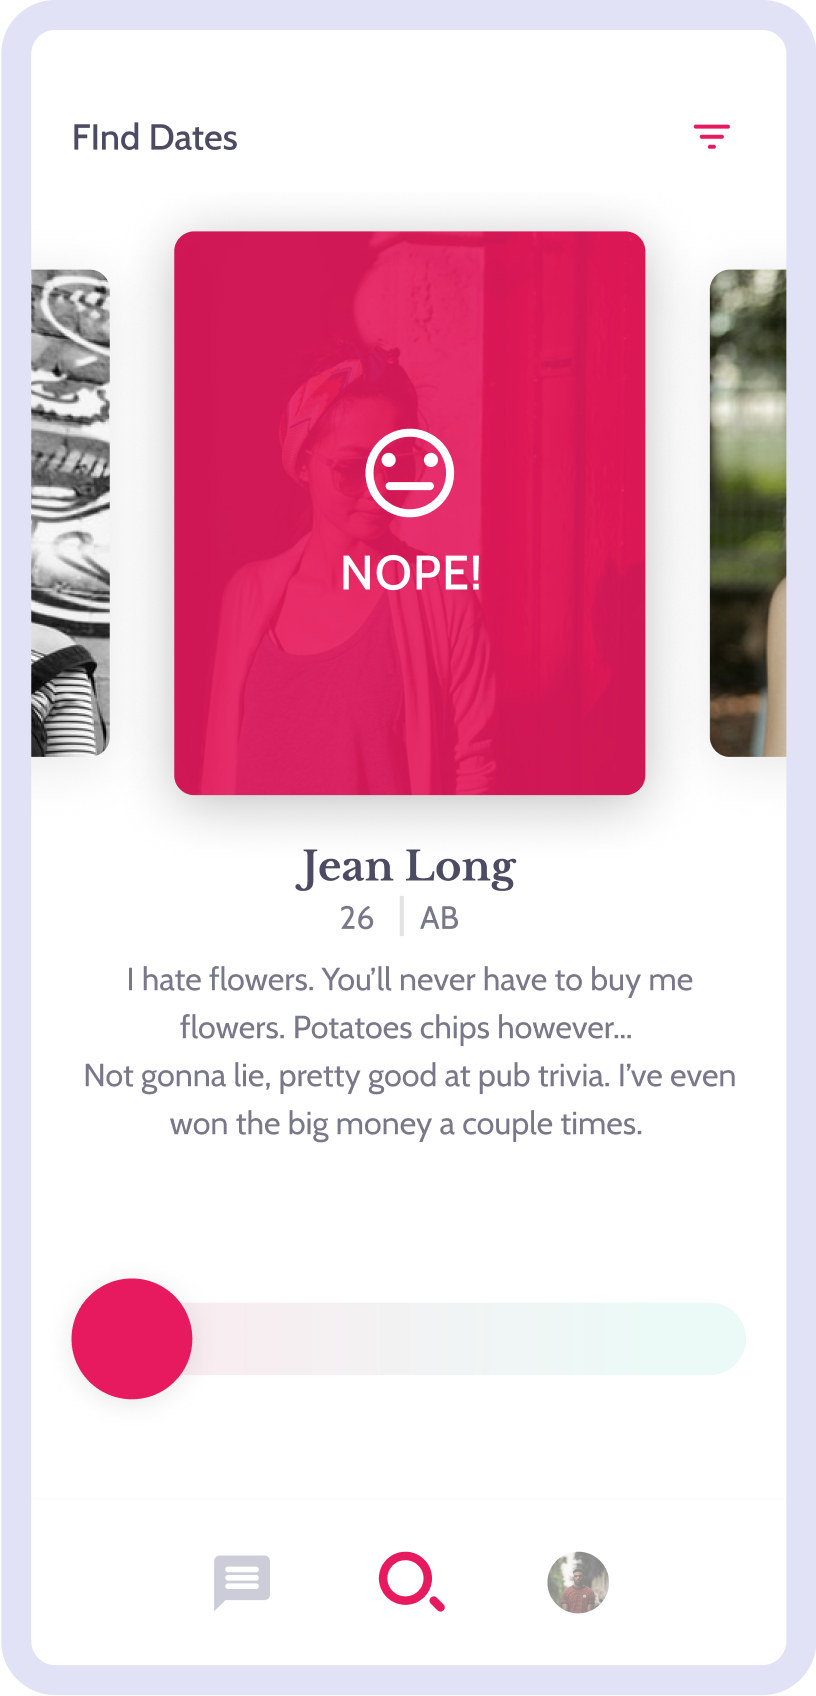 FInd Dates
NOPE!
Jean Long
26 AB
I hate flowers. You’ll never have to buy me
flowers. Potatoes chips however...
Not gonna lie, pretty good at pub trivia. I’ve even
won the big money a couple times.